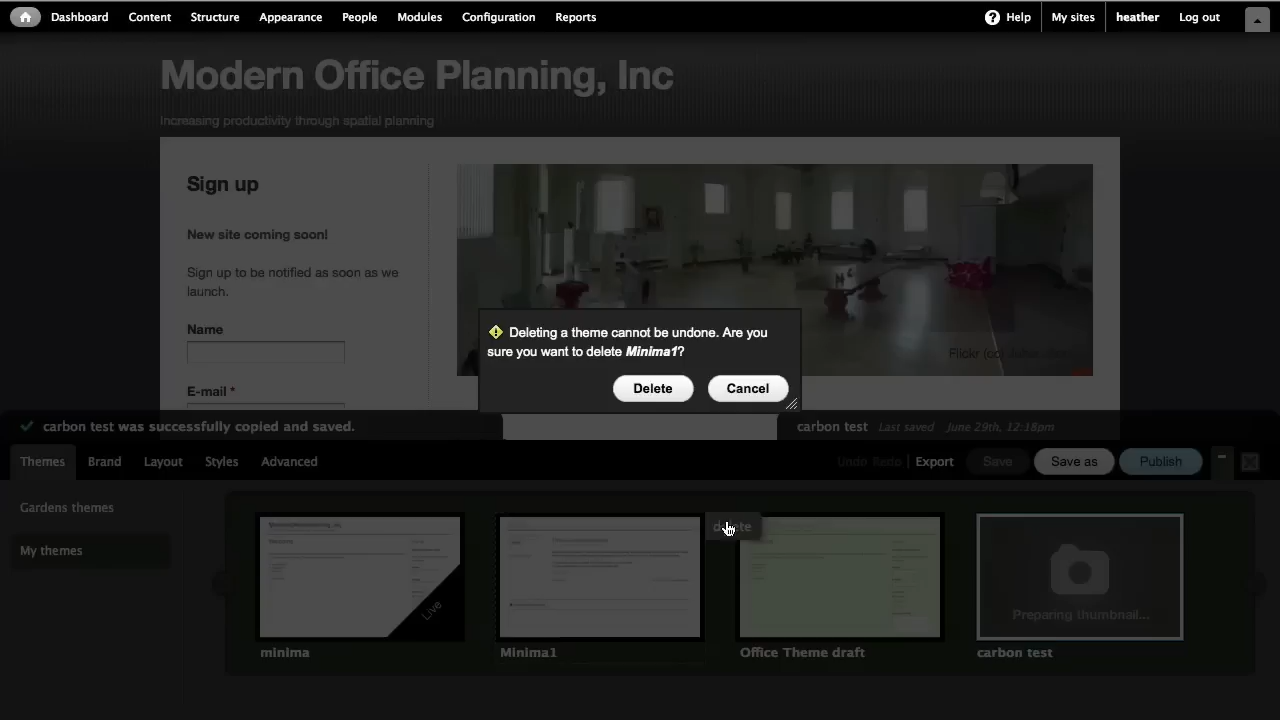 Dashboard Content Structure Appearance People Modules Configuration Reports ? Help My sites heather Log out
Modern Office Planning, Inc
Increasing productivity through spatial planning
Sign up
New site coming soon!
Sign up to be notified as soon as we
launch.
Name
E-mail *
Deleting a theme cannot be undone. Are you
sure you want to delete Minima1?
Delete Cancel
carbon test was successfully copied and saved.
carbon test Last saved June 29th, 12:18pm
Themes Brand Layout Styles Advanced Undo Redo | Export Save Save as Publish
Gardens themes
My themes
delete
Live
Preparing thumbnail...
minima Minima1 Office Theme draft carbon test